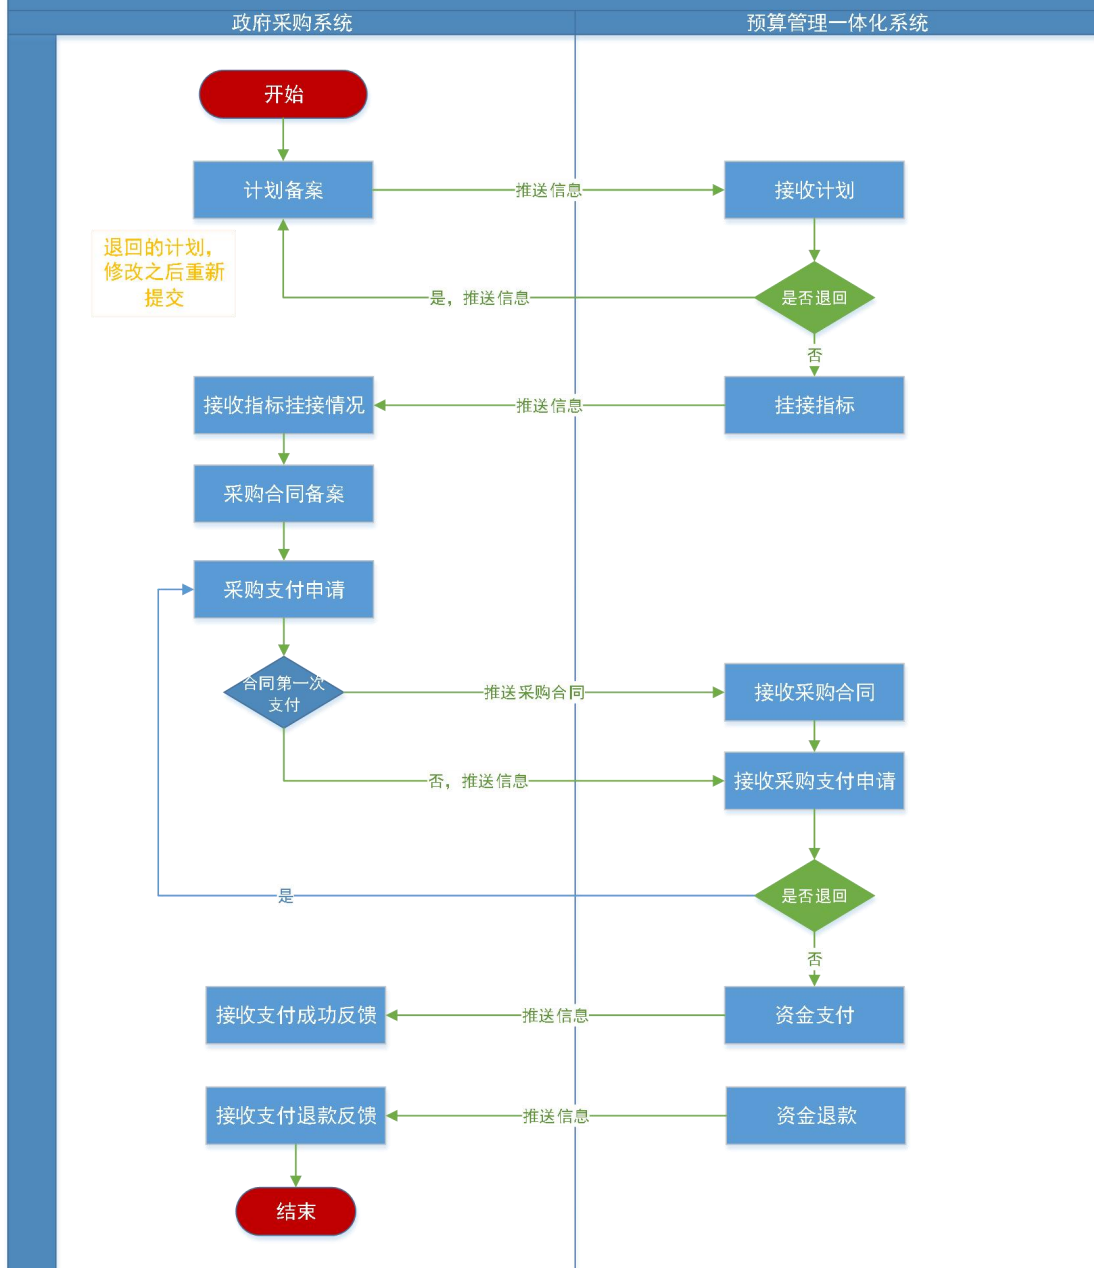 政府采购系统
预算管理一体化系统
开始
计划备案
推送信息
接收计划
退回的计划，
修改之后重新
提交
是，推送信息
是否退回
否
接收指标挂接情况
推送信息
挂接指标
采购合同备案
采购支付申请
合同第一次
支付
推送采购合同
接收采购合同
否，推送信息
接收采购支付申请
是
是否退回
否
接收支付成功反馈
推送信息
资金支付
接收支付退款反馈
推送信息
资金退款
结束